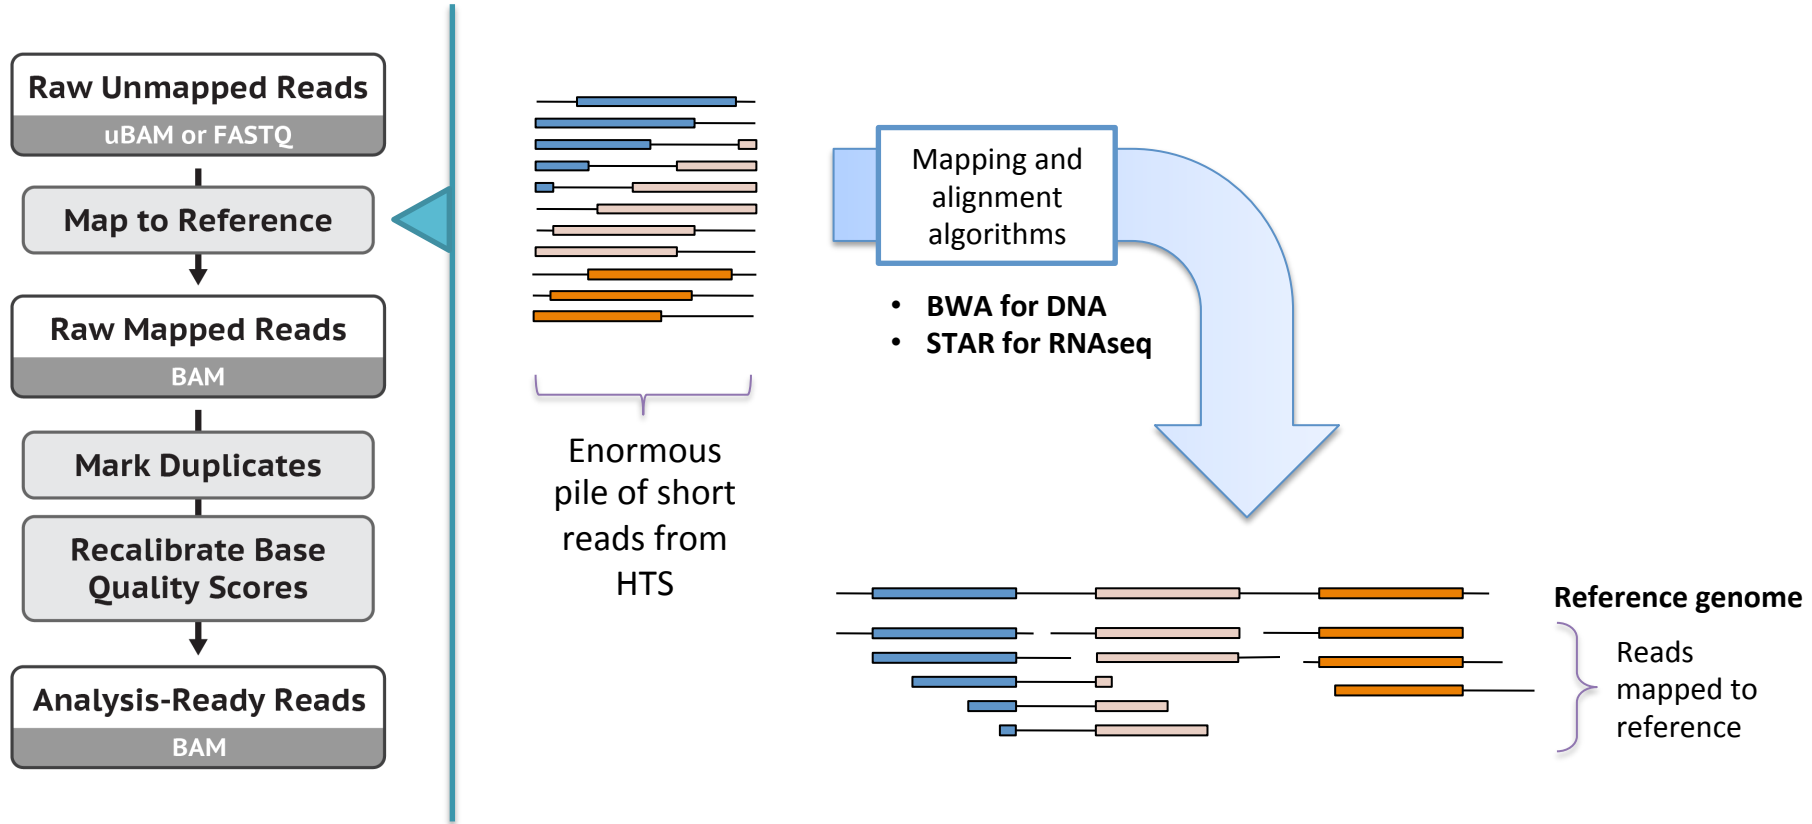 Raw Unmapped Reads
uBAM or FASTQ
Map to Reference
Raw Mapped Reads
BAM
Mark Duplicates
Recalibrate Base
Quality Scores
Analysis-Ready Reads
BAM
Enormous
pile of short
reads from
HTS
Mapping and
alignment
algorithms
• BWA for DNA
• STAR for RNAseq
Reference genome
Reads
mapped to
reference